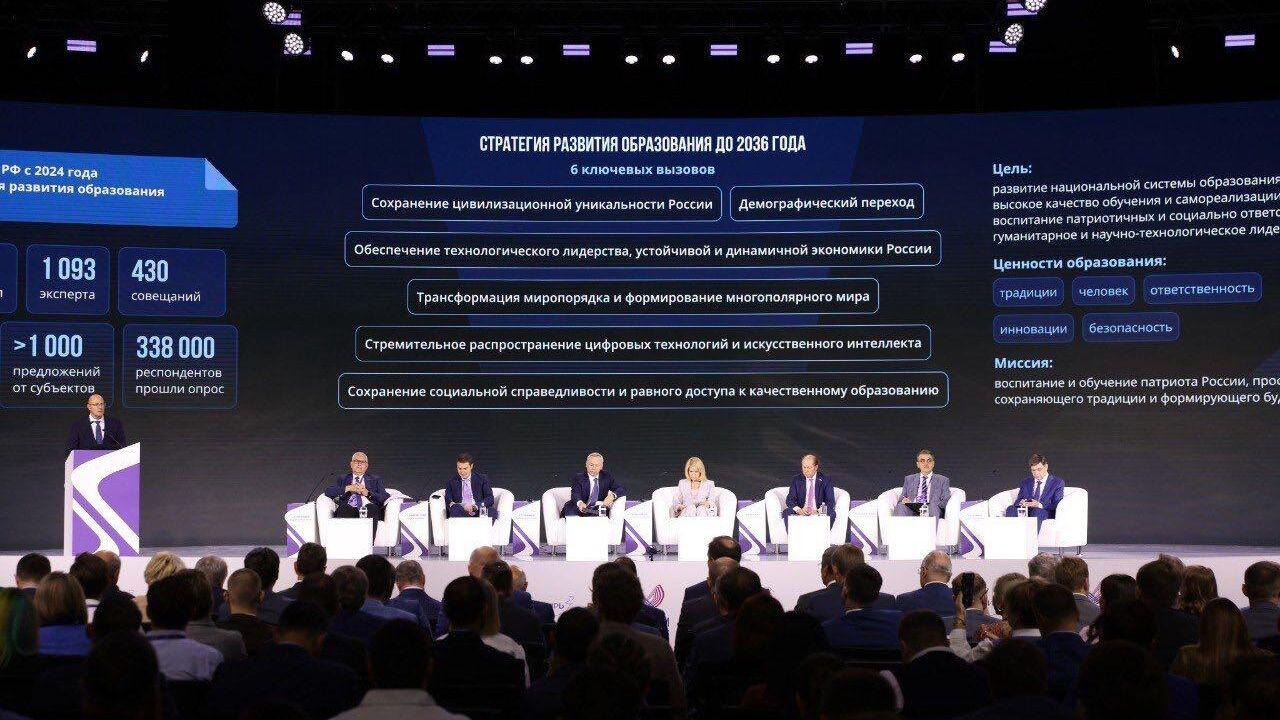 РФ с 2024 года
развития образования
1 093
эксперта
430
совещаний
>1 000
предложений
от субъектов
338 000
респондентов
прошли опрос
СТРАТЕГИЯ РАЗВИТИЯ ОБРАЗОВАНИЯ ДО 2036 ГОДА
6 ключевых вызовов
Сохранение цивилизационной уникальности России
Демографический переход
Обеспечение технологического лидерства, устойчивой и динамичной экономики России
Трансформация миропорядка и формирование многополярного мира
Стремительное распространение цифровых технологий и искусственного интеллекта
Сохранение социальной справедливости и равного доступа к качественному образованию
Цель:
развитие национальной системы образования
высокое качество обучения и самореализации
воспитание патриотичных и социально ответс
гуманитарное и научно-технологическое лиде
Ценности образования:
традиции
человек
ответственность
инновации
безопасность
Миссия:
воспитание и обучение патриота России, прос
сохраняющего традиции и формирующего бу